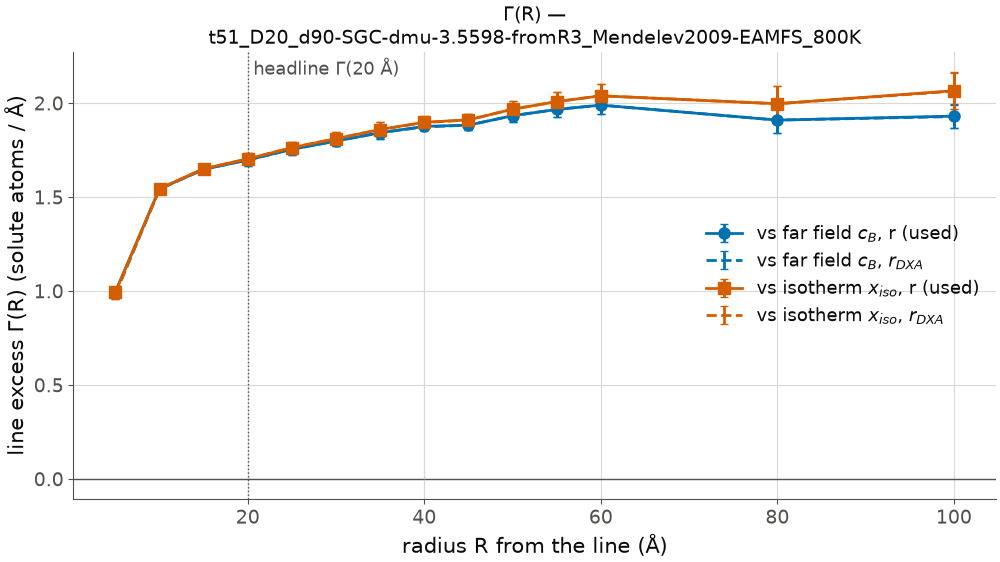 Γ(R) —
t51_D20_d90-SGC-dmu-3.5598-fromR3_Mendelev2009-EAMFS_800K
headline Γ(20 Å)
line excess Γ(R) (solute atoms / Å)
2.0
1.5
1.0
0.5
0.0
vs far field c_B, r (used)
vs far field c_B, r_DXA
vs isotherm x_iso, r (used)
vs isotherm x_iso, r_DXA
20
40
60
80
100
radius R from the line (Å)